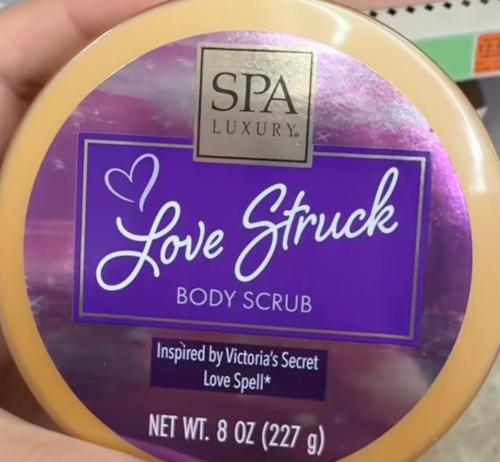 SPA
LUXURY®
Love Struck
BODY SCRUB
Inspired by Victoria's Secret
Love Spell*
NET WT. 8 OZ (227 g)